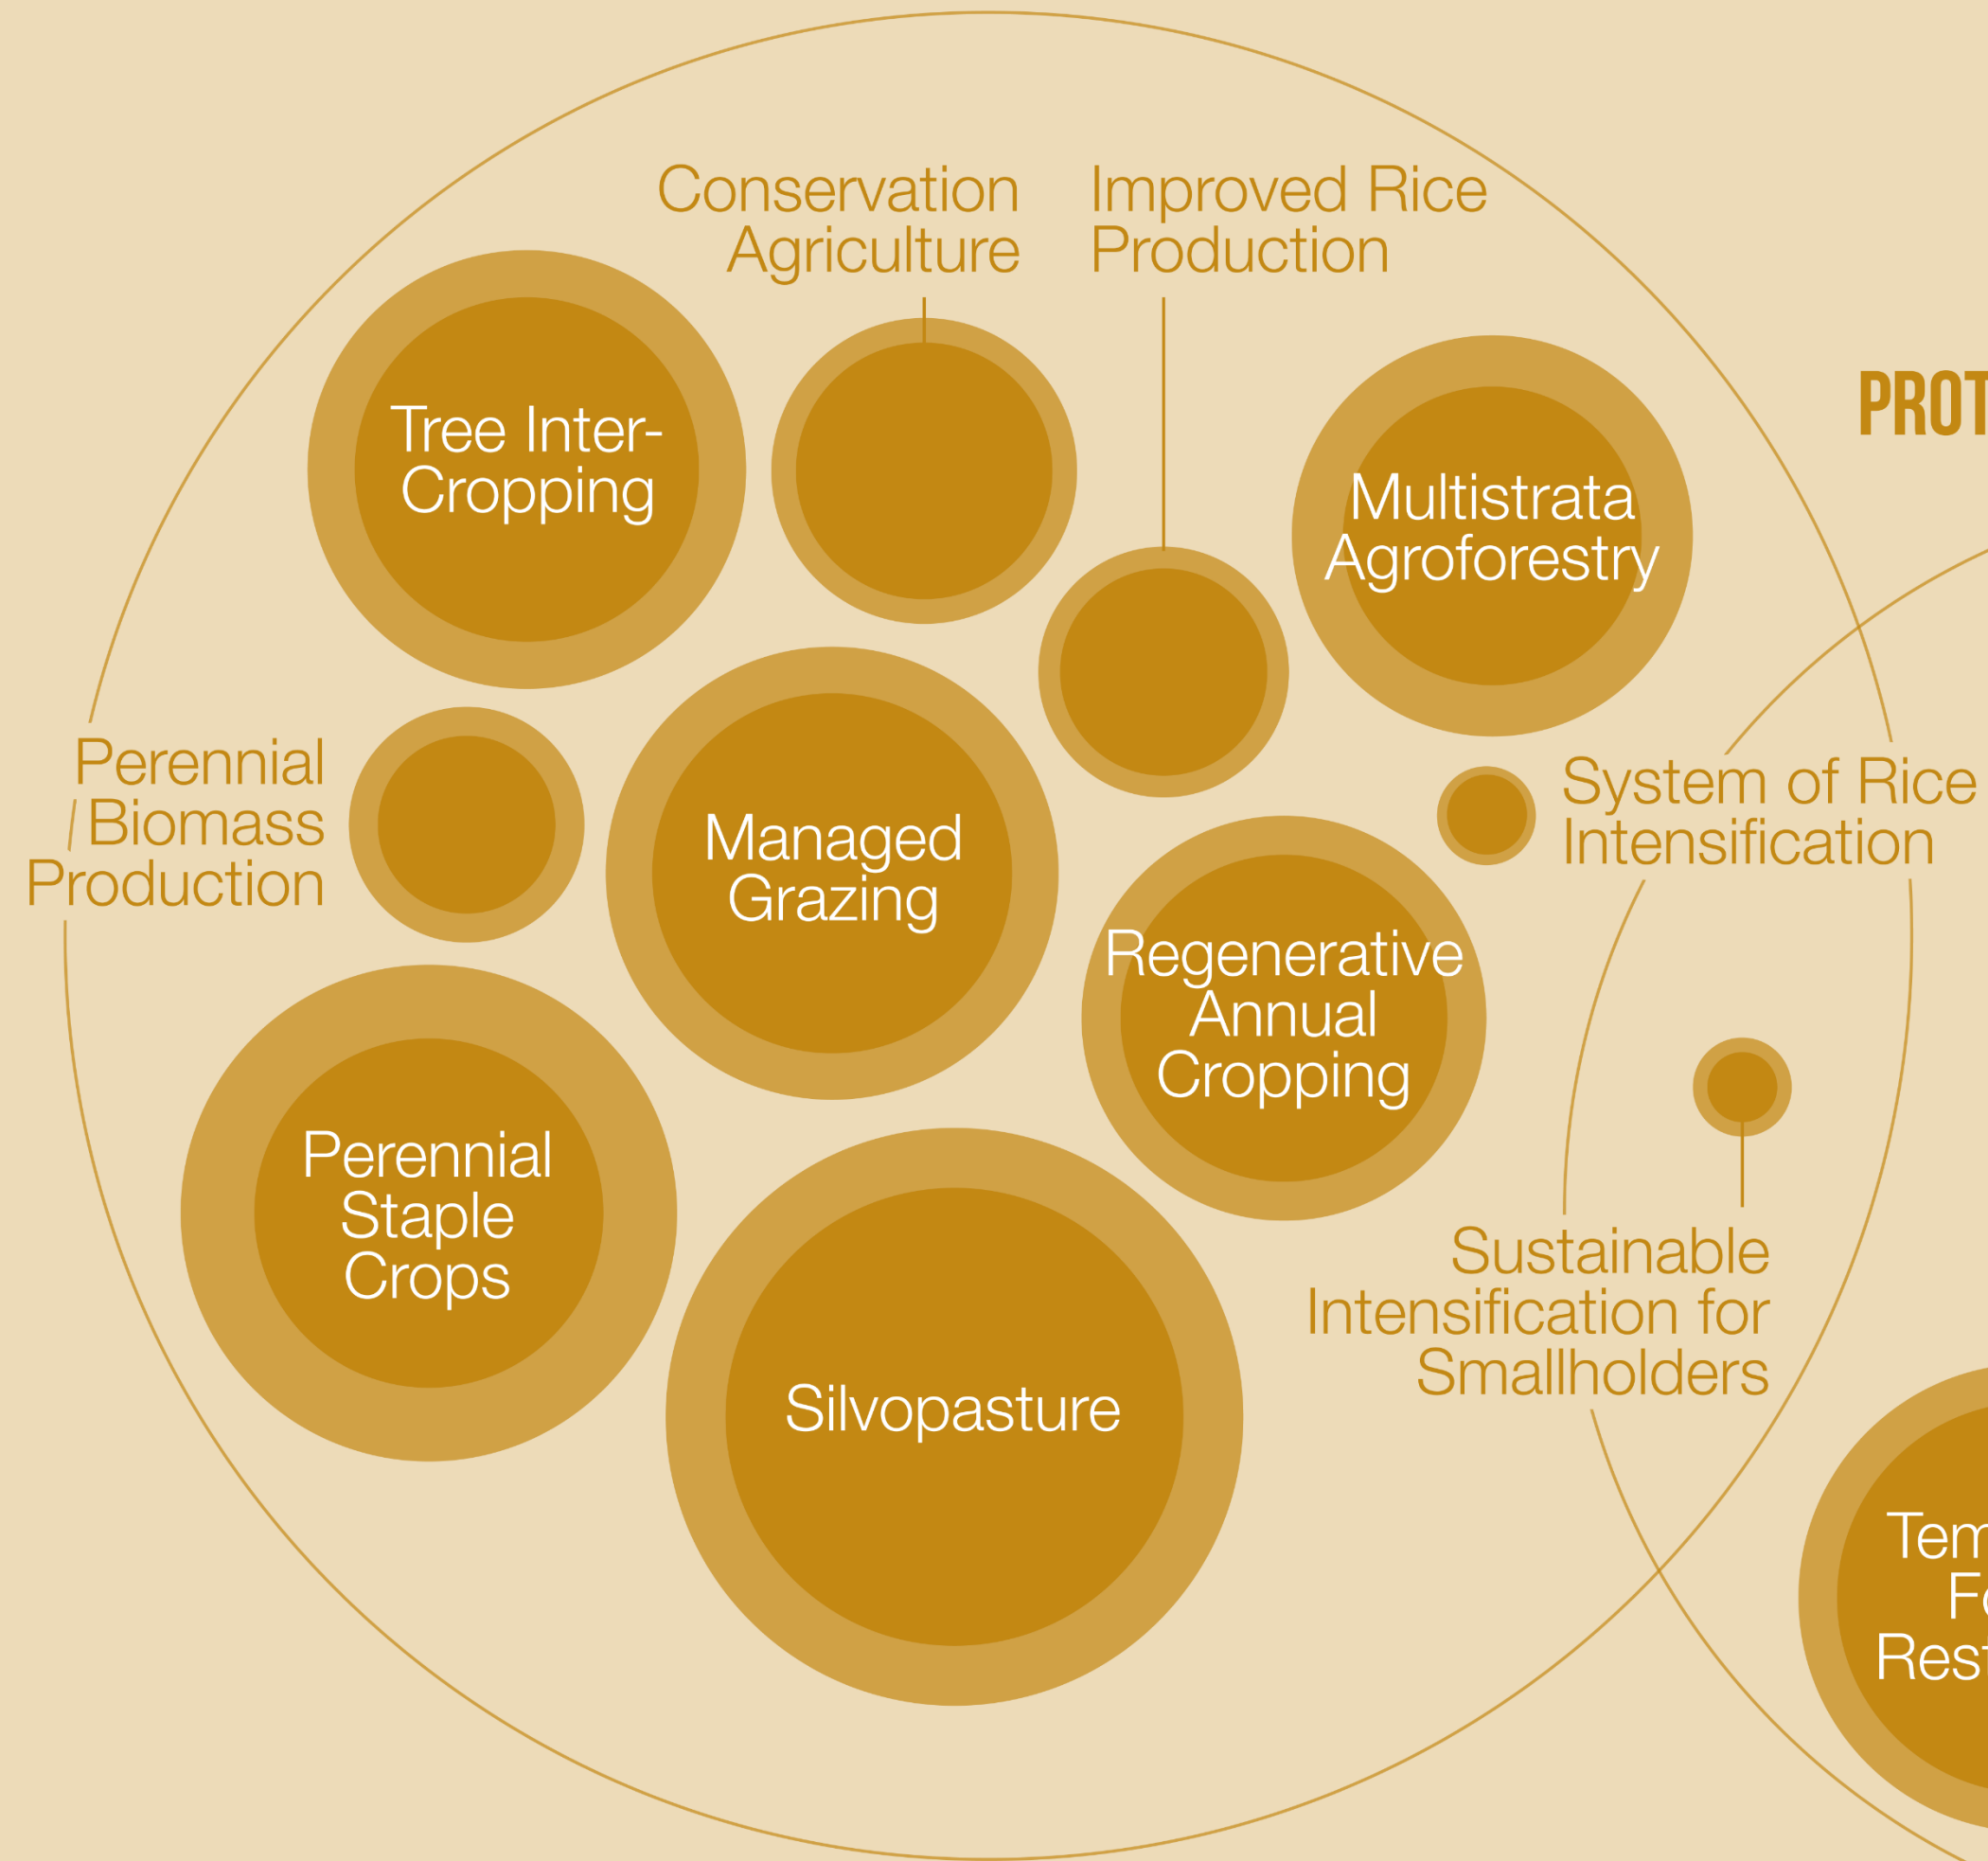 Conservation
Agriculture
Improved Rice
Production
Tree Inter-
Cropping
Multistrata
Agroforestry
Perennial
Biomass
Production
Managed
Grazing
System of Rice
Intensification
Regenerative
Annual
Cropping
Perennial
Staple
Crops
Silvopasture
Sustainable
Intensification for
Smallholders